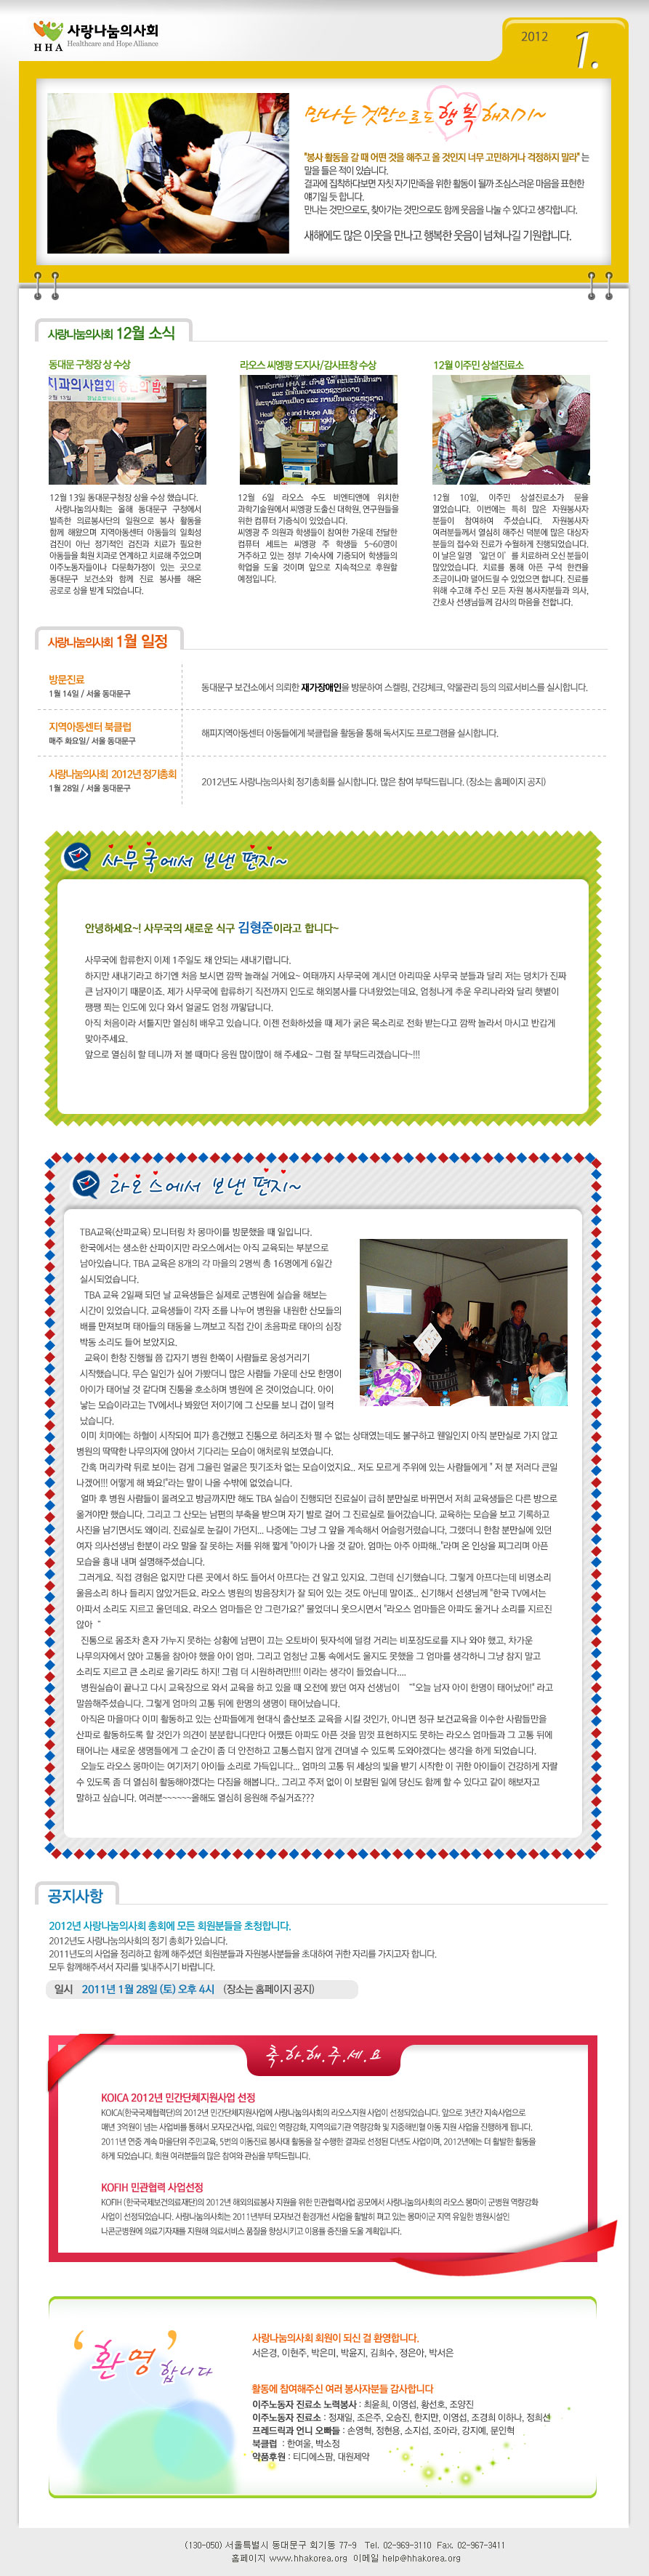 사랑나눔의사회
HHA Healthcare and Hope Alliance
2012
1.
만나는 것만으로도 행복해지기~
"봉사 활동을 갈 때 어떤 것을 해주고 올 것인지 너무 고민하거나 걱정하지 말라" 는
말을 들은 적이 있습니다.
결과에 집착하다보면 자칫 자기만족을 위한 활동이 될까 조심스러운 마음을 표현한
얘기일 듯 합니다.
만나는 것만으로도, 찾아가는 것만으로도 함께 웃음을 나눌 수 있다고 생각합니다.
새해에도 많은 이웃을 만나고 행복한 웃음이 넘쳐나길 기원합니다.
사랑나눔의사회 12월 소식
동대문 구청장 상 수상
12월 13일 동대문구청장 상을 수상 했습니다.
사랑나눔의사회는 올해 동대문 구청에서
발족한 의료봉사단의 일원으로 봉사 활동을
함께 해왔으며 지역아동센터 아동들의 일회성
검진이 아닌 정기적인 검진과 치료가 필요한
아동들을 회원 치과로 연계하고 치료해 주었으며
이주노동자들이나 다문화가정이 있는 곳으로
동대문구 보건소와 함께 진료 봉사를 해온
공로로 상을 받게 되었습니다.
라오스 씨엥쾅 도지사/감사표창 수상
12월 6일 라오스 수도 비엔티앤에 위치한
과학기술원에서 씨엥쾅 도출신 대학원, 연구원들을
위한 컴퓨터 기증식이 있었습니다.
씨엥쾅 주 의원과 학생들이 참여한 가운데 전달한
컴퓨터 세트는 씨엥쾅 주 학생들 5~60명이
거주하고 있는 정부 기숙사에 기증되어 학생들의
학업을 도울 것이며 앞으로 지속적으로 후원할
예정입니다.
12월 이주민 상설진료소
12월 10일, 이주민 상설진료소가 문을
열었습니다. 이번에는 특히 많은 자원봉사자
분들이 참여하여 주셨습니다. 자원봉사자
여러분들께서 열심히 해주신 덕분에 많은 대상자
분들의 접수와 진료가 수월하게 진행되었습니다.
이 날은 일명 '앓던 이' 를 치료하러 오신 분들이
많았었습니다. 치료를 통해 아픈 구석 한켠을
조금이나마 덜어드릴 수 있었으면 합니다. 진료를
위해 수고해 주신 모든 자원 봉사자분들과 의사,
간호사 선생님들께 감사의 마음을 전합니다.
사랑나눔의사회 1월 일정
방문진료
1월 14일 / 서울 동대문구
동대문구 보건소에서 의뢰한 재가장애인을 방문하여 스켈링, 건강체크, 약물관리 등의 의료서비스를 실시합니다.
지역아동센터 북클럽
매주 화요일/ 서울 동대문구
해피지역아동센터 아동들에게 북클럽을 활동을 통해 독서지도 프로그램을 실시합니다.
사랑나눔의사회 2012년 정기총회
1월 28일 / 서울 동대문구
2012년도 사랑나눔의사회 정기총회를 실시합니다. 많은 참여 부탁드립니다. (장소는 홈페이지 공지)
사무국에서 보낸 편지~
안녕하세요~! 사무국의 새로운 식구 김형준이라고 합니다~
사무국에 합류한지 이제 1주일도 채 안되는 새내기랍니다.
하지만 새내기라고 하기엔 처음 보시면 깜짝 놀래실 거에요~ 여태까지 사무국에 계시던 아리따운 사무국 분들과 달리 저는 덩치가 진짜
큰 남자이기 때문이죠. 제가 사무국에 합류하기 직전까지 인도로 해외봉사를 다녀왔었는데요, 엄청나게 추운 우리나라와 달리 햇볕이
쨍쨍 쬐는 인도에 있다 와서 얼굴도 엄청 까맣답니다.
아직 처음이라 서툴지만 열심히 배우고 있습니다. 이젠 전화하셨을 때 제가 굵은 목소리로 전화 받는다고 깜짝 놀라서 마시고 반갑게
맞아주세요.
앞으로 열심히 할 테니까 저 볼 때마다 응원 많이많이 해 주세요~ 그럼 잘 부탁드리겠습니다~!!!
라오스에서 보낸 편지~
TBA교육(산파교육) 모니터링 차 몽마이를 방문했을 때 일입니다.
한국에서는 생소한 산파이지만 라오스에서는 아직 교육되는 부분으로
남아있습니다. TBA 교육은 8개의 각 마을의 2명씩 총 16명에게 6일간
실시되었습니다.
TBA 교육 2일째 되던 날 교육생들은 실제로 군병원에 실습을 해보는
시간이 있었습니다. 교육생들이 각자 조를 나누어 병원을 내원한 산모들의
배를 만져보며 태아들의 태동을 느껴보고 직접 간이 초음파로 태아의 심장
박동 소리도 들어 보았지요.
교육이 한창 진행될 쯤 갑자기 병원 한쪽이 사람들로 웅성거리기
시작했습니다. 무슨 일인가 싶어 가봤더니 많은 사람들 가운데 산모 한명이
아이가 태어날 것 같다며 진통을 호소하며 병원에 온 것이었습니다. 아이
낳는 모습이라고는 TV에서나 봐왔던 저이기에 그 산모를 보니 겁이 덜컥
났습니다.
이미 치마에는 하혈이 시작되어 피가 흥건했고 진통으로 허리조차 펼 수 없는 상태였는데도 불구하고 웬일인지 아직 분만실로 가지 않고
병원의 딱딱한 나무의자에 앉아서 기다리는 모습이 애처로워 보였습니다.
간혹 머리카락 뒤로 보이는 검게 그을린 얼굴은 핏기조차 없는 모습이었지요.. 저도 모르게 주위에 있는 사람들에게 " 저 분 저러다 큰일
나겠어!!! 어떻게 해 봐요!"라는 말이 나올 수밖에 없었습니다.
얼마 후 병원 사람들이 몰려오고 방금까지만 해도 TBA 실습이 진행되던 진료실이 급히 분만실로 바뀌면서 저희 교육생들은 다른 방으로
옮겨야만 했습니다. 그리고 그 산모는 남편의 부축을 받으며 자기 발로 걸어 그 진료실로 들어갔습니다. 교육하는 모습을 보고 기록하고
사진을 남기면서도 왜이리. 진료실로 눈길이 가던지... 나중에는 그냥 그 앞을 계속해서 어슬렁거렸습니다. 그랬더니 한참 분만실에 있던
여자 의사선생님 한분이 라오 말을 잘 못하는 저를 위해 짧게 "아이가 나올 것 같아. 엄마는 아주 아파해.."라며 온 인상을 찌그리며 아픈
모습을 흉내 내며 설명해주셨습니다.
그러게요. 직접 경험은 없지만 다른 곳에서 하도 들어서 아프다는 건 알고 있지요. 그런데 신기했습니다. 그렇게 아프다는데 비명소리
울음소리 하나 들리지 않았거든요. 라오스 병원의 방음장치가 잘 되어 있는 것도 아닌데 말이죠.. 신기해서 선생님께 "한국 TV에서는
아파서 소리도 지르고 울던데요. 라오스 엄마들은 안 그런가요?" 물었더니 웃으시면서 "라오스 엄마들은 아파도 울거나 소리를 지르진
않아 "
진통으로 몸조차 혼자 가누지 못하는 상황에 남편이 끄는 오토바이 뒷자석에 덜컹 거리는 비포장도로를 지나 와야 했고, 차가운
나무의자에서 앉아 고통을 참아야 했을 아이 엄마. 그리고 엄청난 고통 속에서도 울지도 못했을 그 엄마를 생각하니 그냥 참지 말고
소리도 지르고 큰 소리로 울기라도 하지! 그럼 더 시원하려만!!!! 이라는 생각이 들었습니다....
병원실습이 끝나고 다시 교육장으로 와서 교육을 하고 있을 때 오전에 봤던 여자 선생님이 "오늘 남자 아이 한명이 태어났어!" 라고
말씀해주셨습니다. 그렇게 엄마의 고통 뒤에 한명의 생명이 태어났습니다.
아직은 마을마다 이미 활동하고 있는 산파들에게 현대식 출산보조 교육을 시킬 것인가, 아니면 정규 보건교육을 이수한 사람들만을
산파로 활동하도록 할 것인가 의견이 분분합니다만다 어쨌든 아파도 아픈 것을 맘껏 표현하지도 못하는 라오스 엄마들과 그 고통 뒤에
태어나는 새로운 생명들에게 그 순간이 좀 더 안전하고 고통스럽지 않게 견뎌낼 수 있도록 도와야겠다는 생각을 하게 되었습니다.
오늘도 라오스 몽마이는 여기저기 아이들 소리로 가득입니다... 엄마의 고통 뒤 세상의 빛을 받기 시작한 이 귀한 아이들이 건강하게 자랄
수 있도록 좀 더 열심히 활동해야겠다는 다짐을 해봅니다.. 그리고 주저 없이 이 보람된 일에 당신도 함께 할 수 있다고 같이 해보자고
말하고 싶습니다. 여러분~~~~~~올해도 열심히 응원해 주실거죠???
공지사항
2012년 사랑나눔의사회 총회에 모든 회원분들을 초청합니다.
2012년도 사랑나눔의사회의 정기 총회가 있습니다.
2011년도의 사업을 정리하고 함께 해주셨던 회원분들과 자원봉사분들을 초대하여 귀한 자리를 가지고자 합니다.
모두 함께해주셔서 자리를 빛내주시기 바랍니다.
일시 2011년 1월 28일 (토) 오후 4시 (장소는 홈페이지 공지)
축.하.해.주.세.요
KOICA 2012년 민간단체지원사업 선정
KOICA(한국국제협력단)의 2012년 민간단체지원사업에 사랑나눔의사회의 라오스지원 사업이 선정되었습니다. 앞으로 3년간 지속사업으로
매년 3억원이 넘는 사업비를 통해서 모자모건사업, 의료인 역량강화, 지역의료기관 역량강화 및 지중해빈혈 아동 지원 사업을 진행하게 됩니다.
2011년 연중 계속 마을단위 주민교육, 5번의 이동진료 봉사대 활동을 잘 수행한 결과로 선정된 다년도 사업이며, 2012년에는 더 활발한 활동을
하게 되었습니다. 회원 여러분들의 많은 참여와 관심을 부탁드립니다.
KOFIH 민관협력 사업선정
KOFIH (한국국제보건의료재단)의 2012년 해외의료봉사 지원을 위한 민관협력사업 공모에서 사랑나눔의사회의 라오스 몽마이 군병원 역량강화
사업이 선정되었습니다. 사랑나눔의사회는 2011년부터 모자보건 환경개선 사업을 활발히 펴고 있는 몽마이군 지역 유일한 병원시설인
나콘군병원에 의료기자재를 지원해 의료서비스 품질을 향상시키고 이용률 증진을 도울 계획입니다.
'환영' 합니다
사랑나눔의사회 회원이 되신 걸 환영합니다.
서은경, 이현주, 박은미, 박윤지, 김희수, 정은아, 박서은
활동에 참여해주신 여러 봉사자분들 감사합니다
이주노동자 진료소 노력봉사 : 최윤희, 이영섭, 황선호, 조양진
이주노동자 진료소 : 정재일, 조은주, 오승진, 한지만, 이영섭, 조경희 이하나, 정희선
프레드릭과 언니 오빠들 : 손영혁, 정현용, 소지섭, 조아라, 강지예, 문인혁
북클럽 : 한여울, 박소정
약품후원 : 티디에스팜, 대원제약
(130-050) 서울특별시 동대문구 회기동 77-9 Tel. 02-969-3110 Fax. 02-967-3411
홈페이지 www.hhakorea.org 이메일 help@hhakorea.org